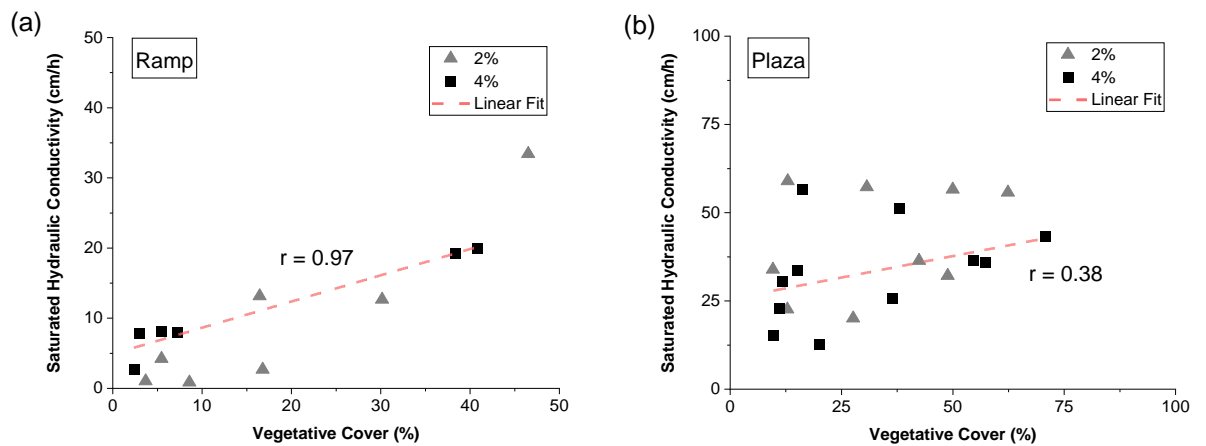 (a)
Ramp
2%
4%
Linear Fit
r = 0.97
50
40
30
20
10
0
0 10 20 30 40 50
Saturated Hydraulic Conductivity (cm/h)
Vegetative Cover (%)
(b)
Plaza
2%
4%
Linear Fit
r = 0.38
100
75
50
25
0
0 25 50 75 100
Saturated Hydraulic Conductivity (cm/h)
Vegetative Cover (%)